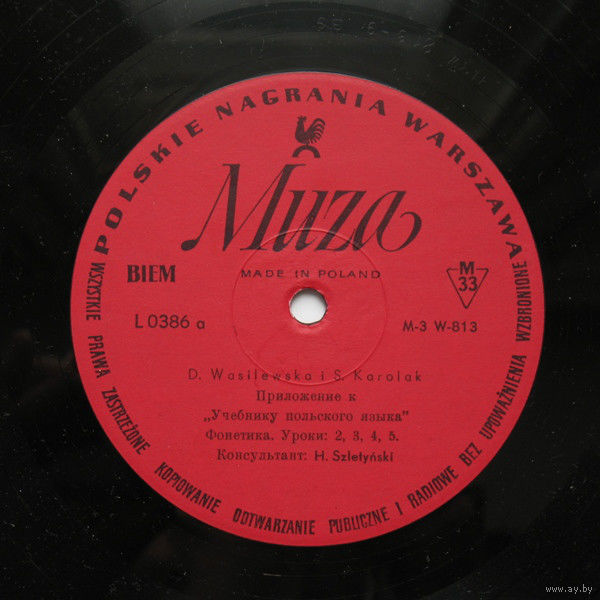 POLSKIE NAGRANIA WARSZAWA
Muza
MADE IN POLAND
BIEM
M
33
L 0386 a
M-3 W-813
D. Wasilewska i S. Karolak
Приложение к
„Учебнику польского языка"
Фонетика. Уроки: 2, 3, 4, 5.
Консультант: H. Szletyński
WSZYSTKIE PRAWA ZASTRZEŻONE KOPIOWANIE ODTWARZANIE PUBLICZNE I RADIOWE BEZ UPOWAŻNIENIA WZBRONIONE
www.ay.by